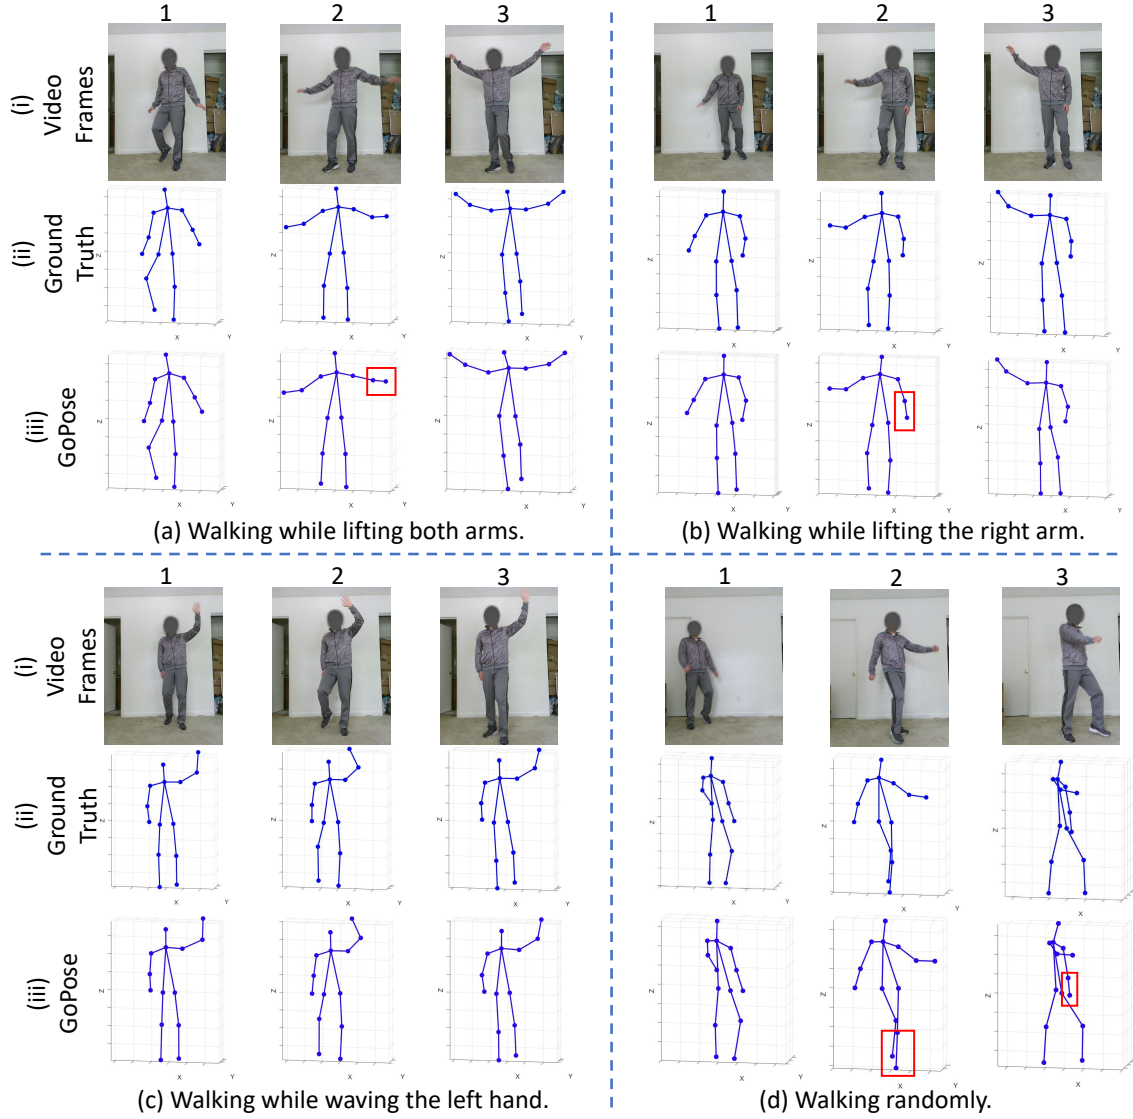 1 2 3
(i)
Video
Frames
(ii)
Ground
Truth
Z Z Z
X Y X Y X Y
(iii)
GoPose
Z Z Z
X Y X Y X Y
(a) Walking while lifting both arms.
1 2 3
Z Z Z
X Y X Y X Y
Z Z Z
X Y X Y X Y
(b) Walking while lifting the right arm.
1 2 3
(i)
Video
Frames
(ii)
Ground
Truth
Z Z Z
X Y X Y X Y
(iii)
GoPose
Z Z Z
X Y X Y X Y
(c) Walking while waving the left hand.
1 2 3
Z Z Z
X Y X Y X
Z Z Z
X Y X Y X
(d) Walking randomly.